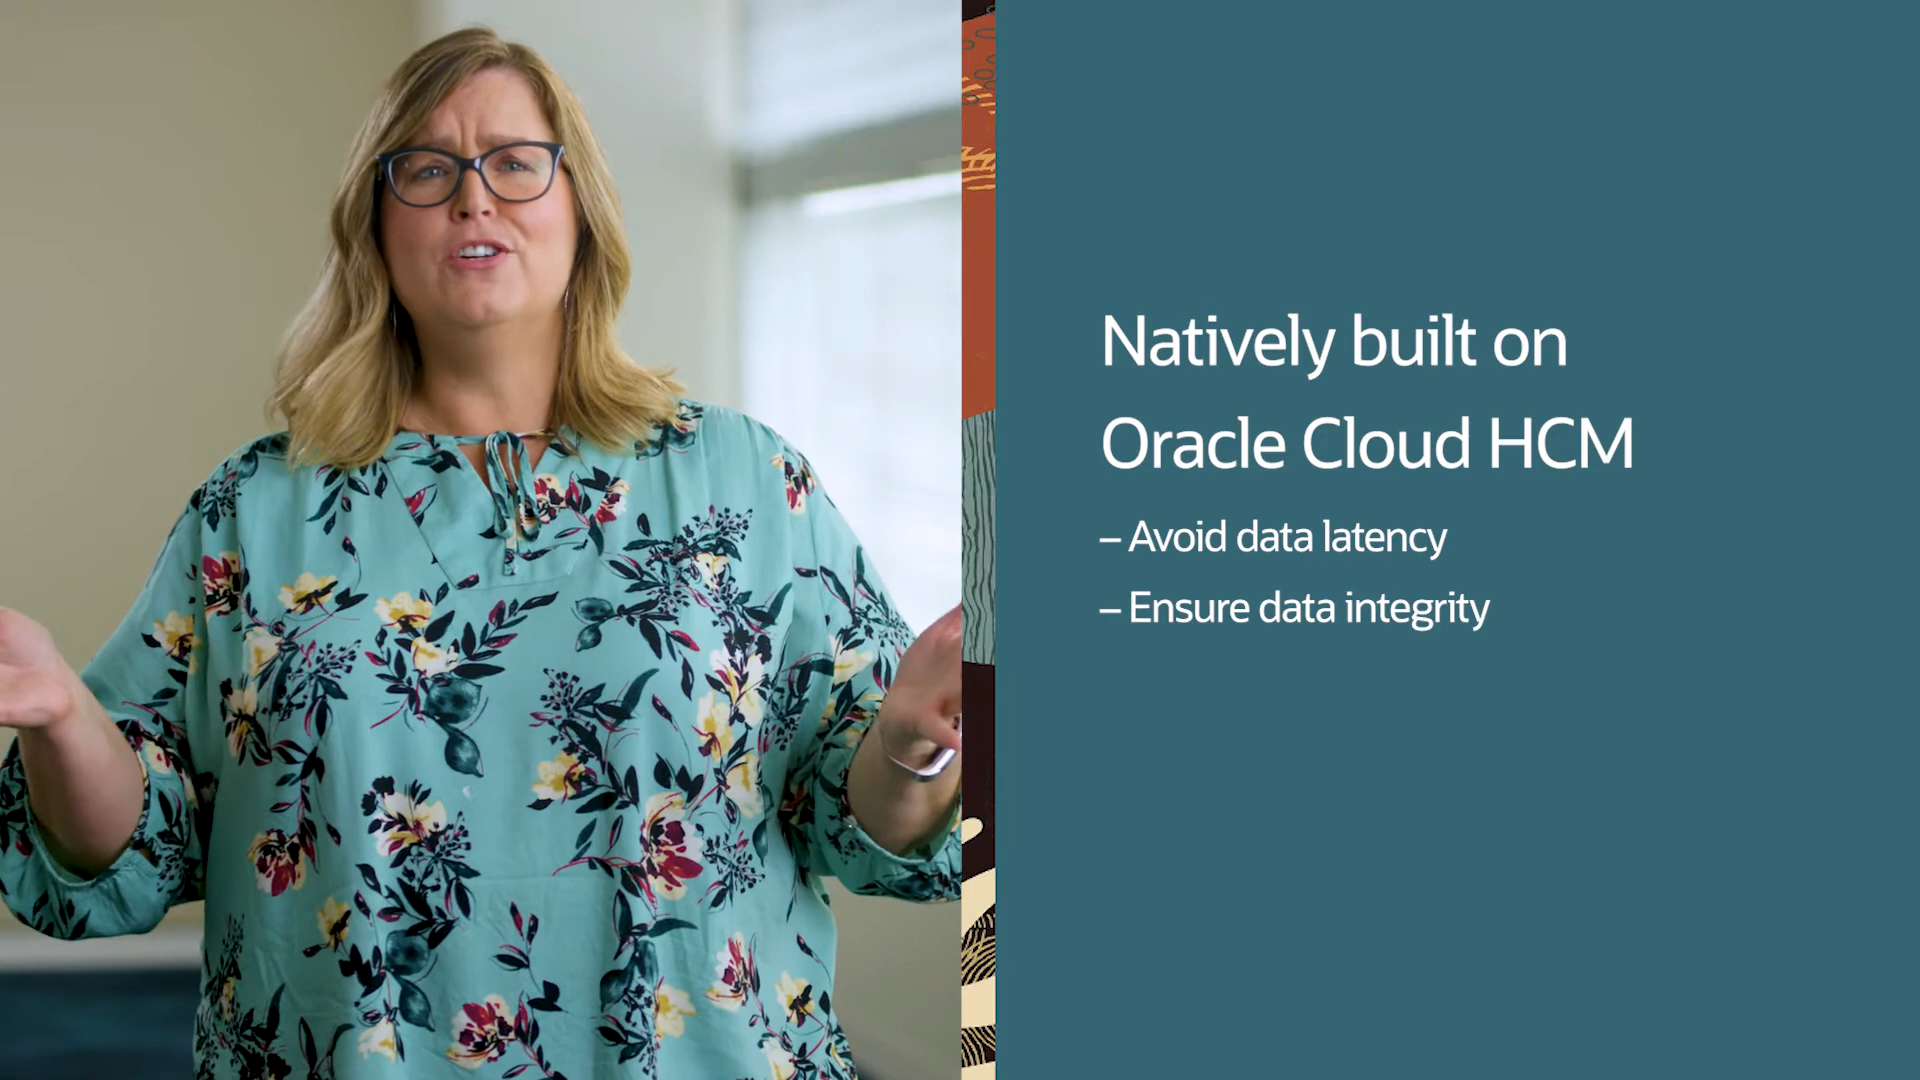 Natively built on
Oracle Cloud HCM
– Avoid data latency
– Ensure data integrity